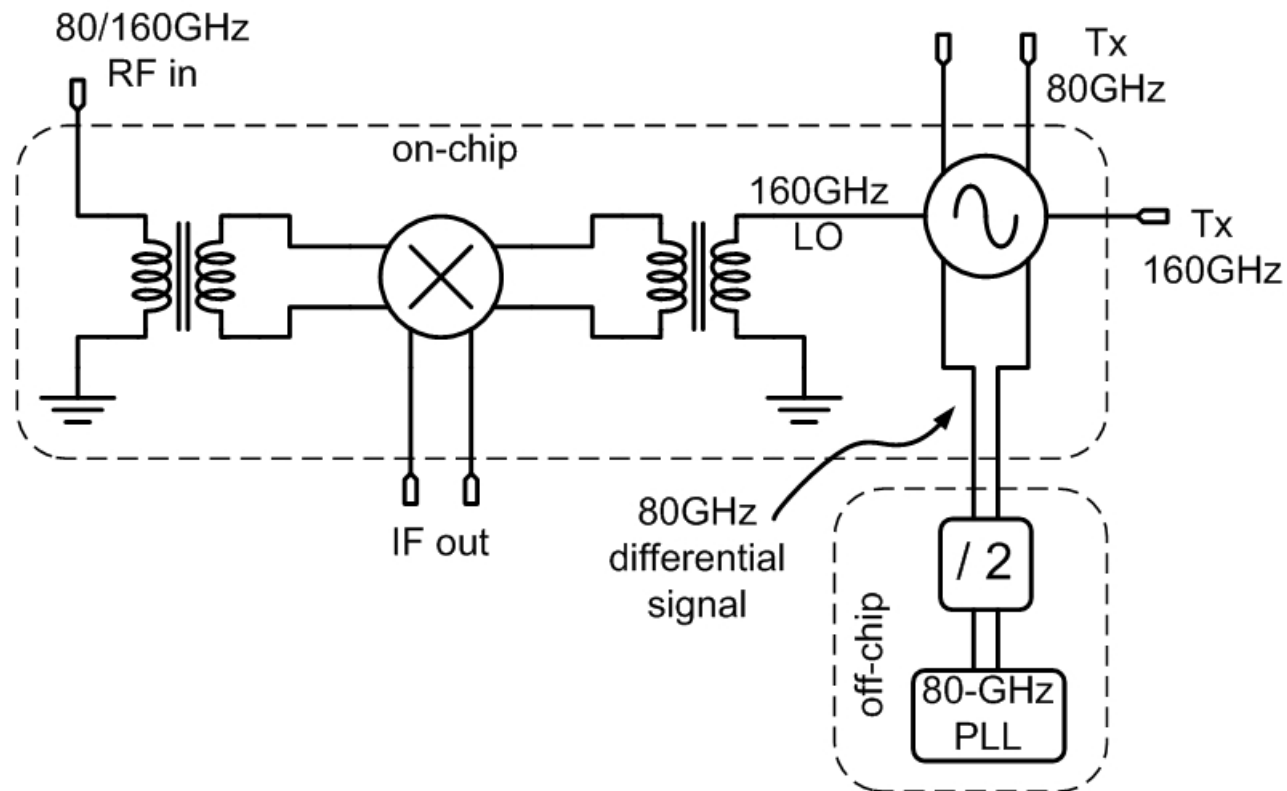 80/160GHz
RF in
Tx
80GHz
on-chip
160GHz
LO
Tx
160GHz
IF out
80GHz
differential
signal
/ 2
off-chip
80-GHz
PLL